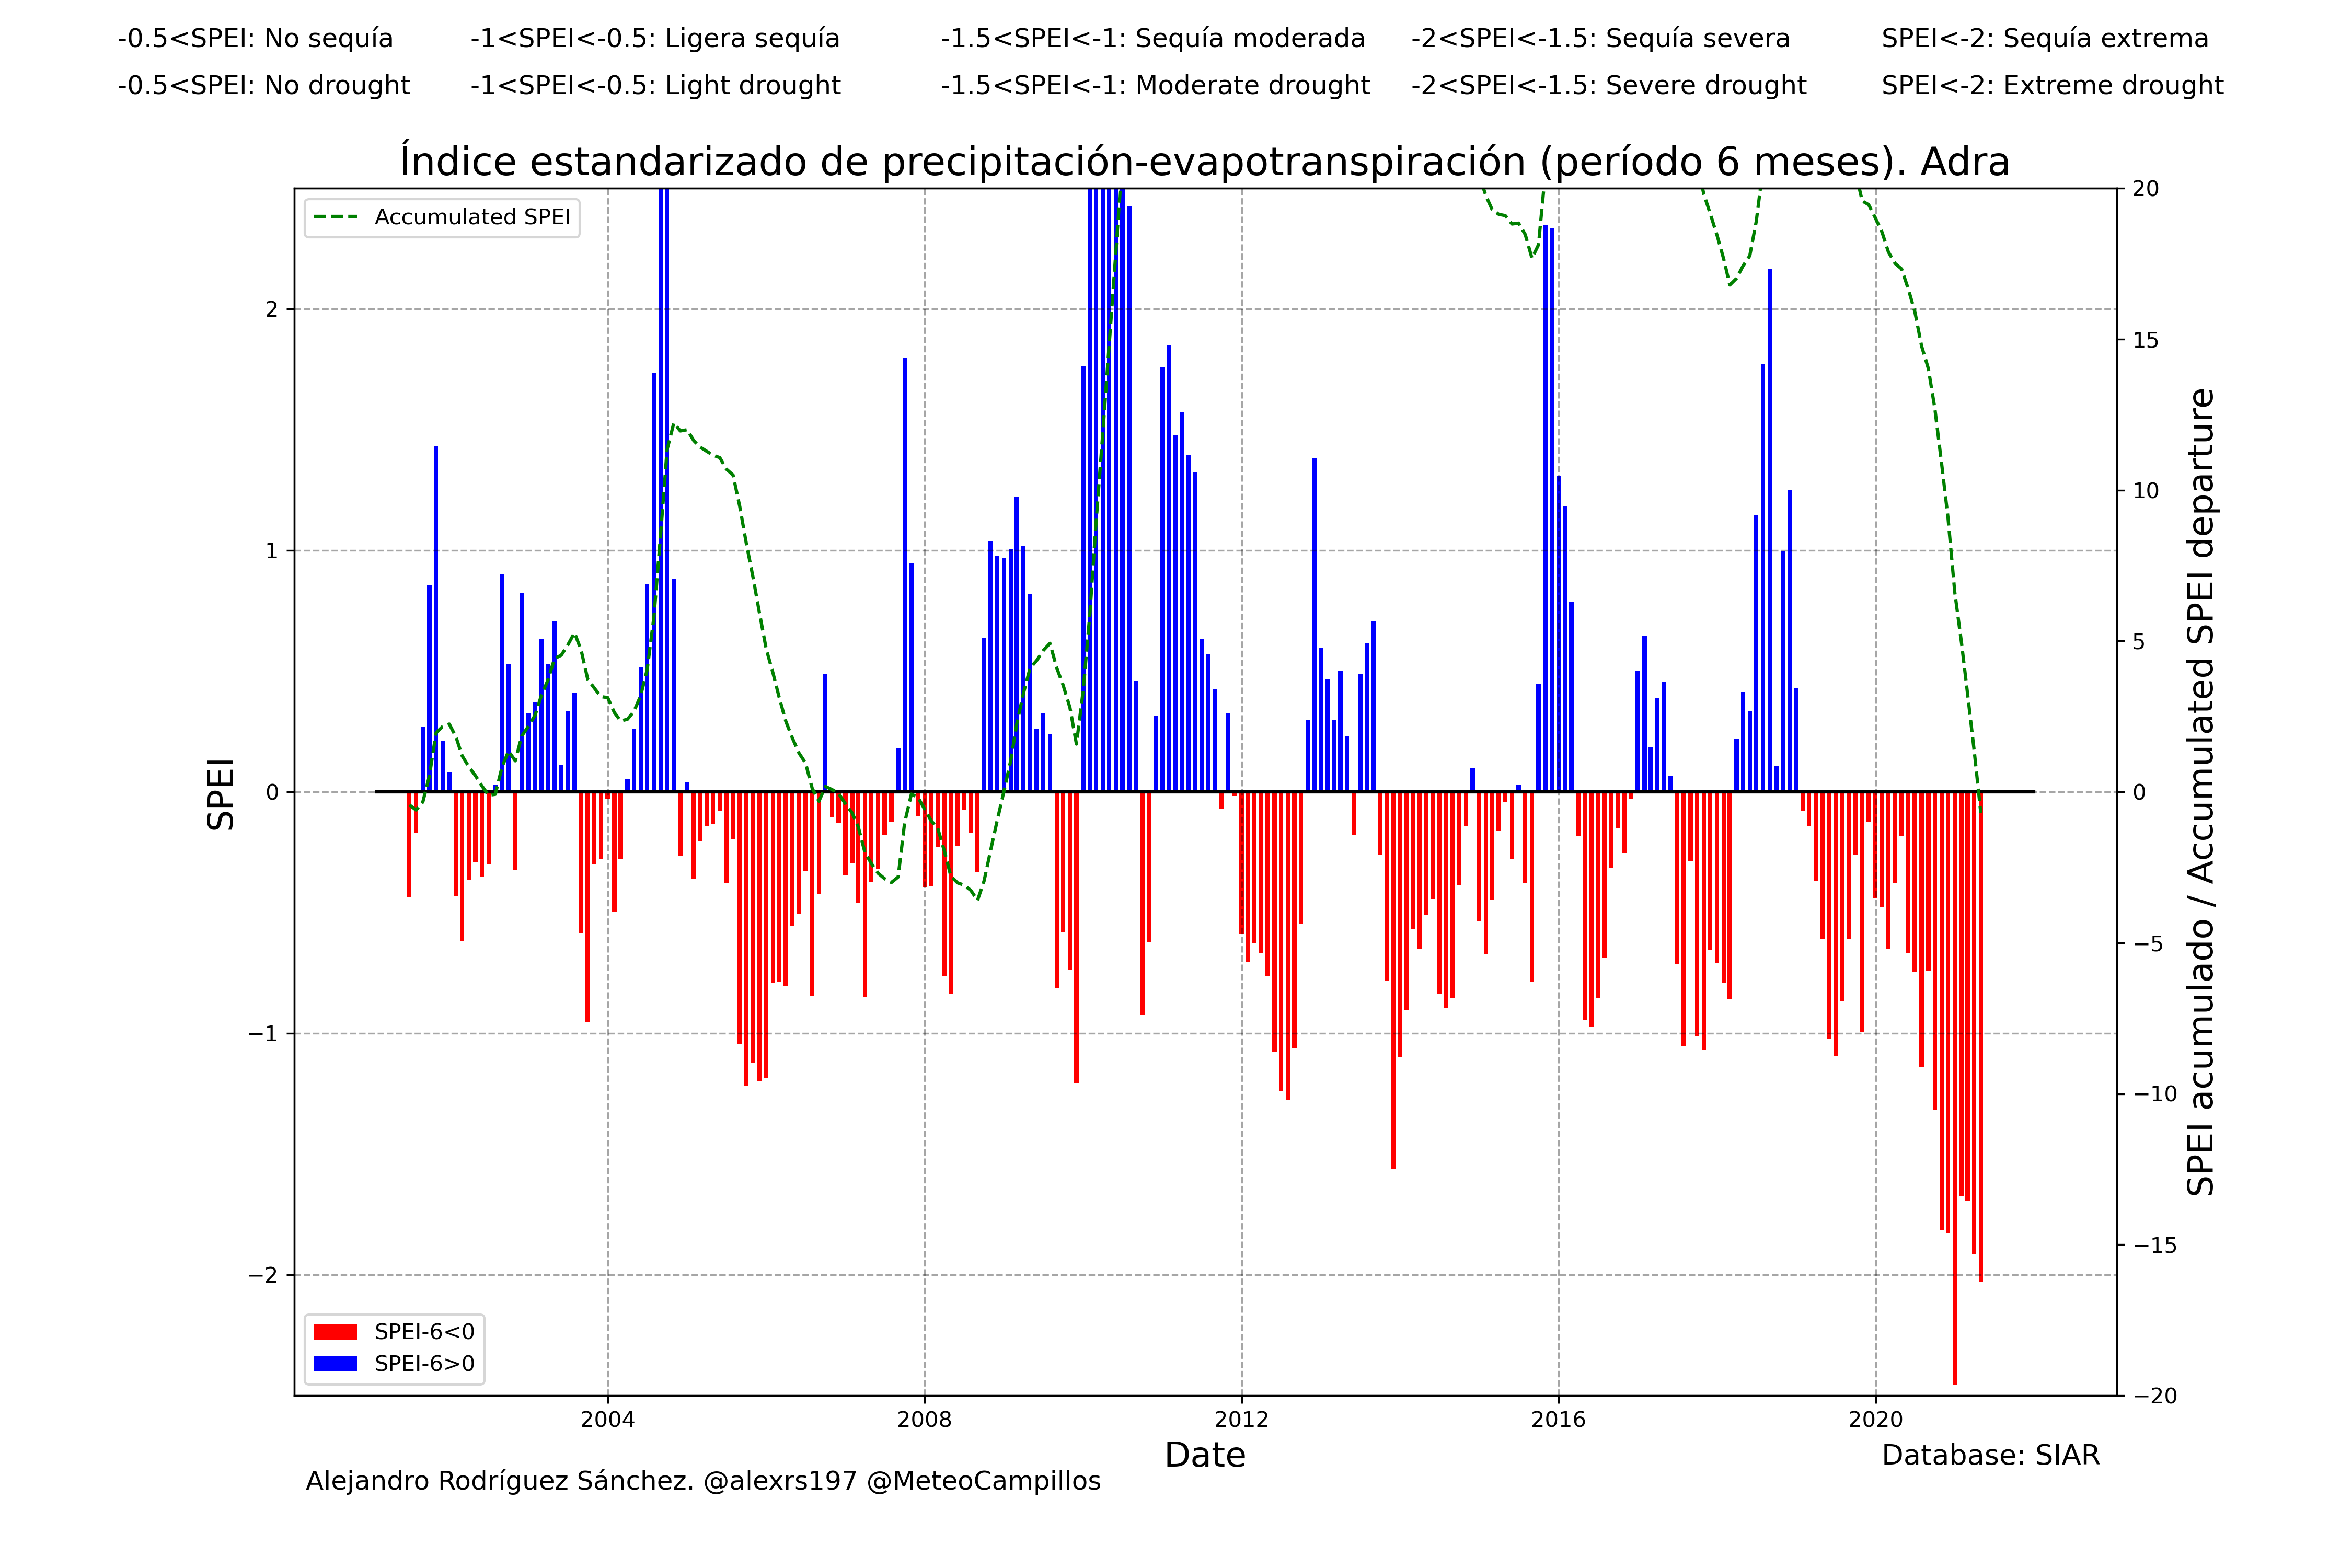 -0.5<SPEI: No sequía -1<SPEI<-0.5: Ligera sequía -1.5<SPEI<-1: Sequía moderada -2<SPEI<-1.5: Sequía severa SPEI<-2: Sequía extrema
-0.5<SPEI: No drought -1<SPEI<-0.5: Light drought -1.5<SPEI<-1: Moderate drought -2<SPEI<-1.5: Severe drought SPEI<-2: Extreme drought
Índice estandarizado de precipitación-evapotranspiración (período 6 meses). Adra
Accumulated SPEI
SPEI
2
1
0
−1
−2
20
15
10
5
0
−5
−10
−15
−20
SPEI acumulado / Accumulated SPEI departure
SPEI-6<0
SPEI-6>0
2004 2008 2012 2016 2020
Date
Database: SIAR
Alejandro Rodríguez Sánchez. @alexrs197 @MeteoCampillos